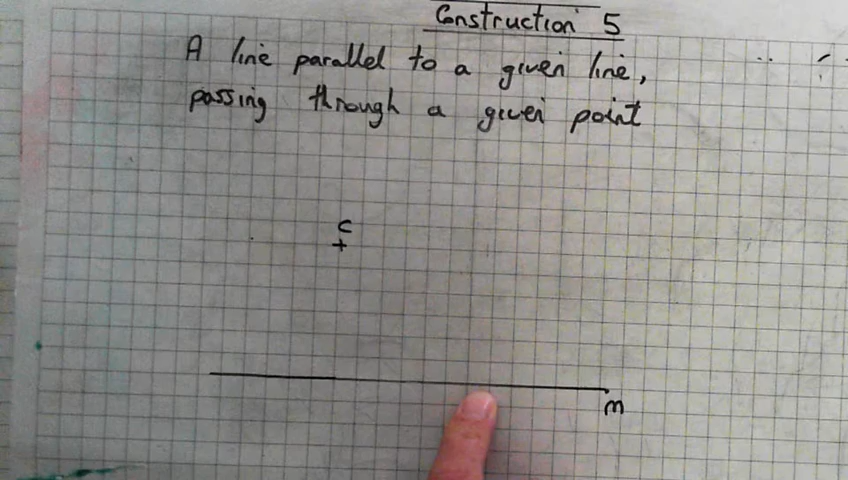 Construction 5
A line parallel to a given line,
passing through a given point
C
m